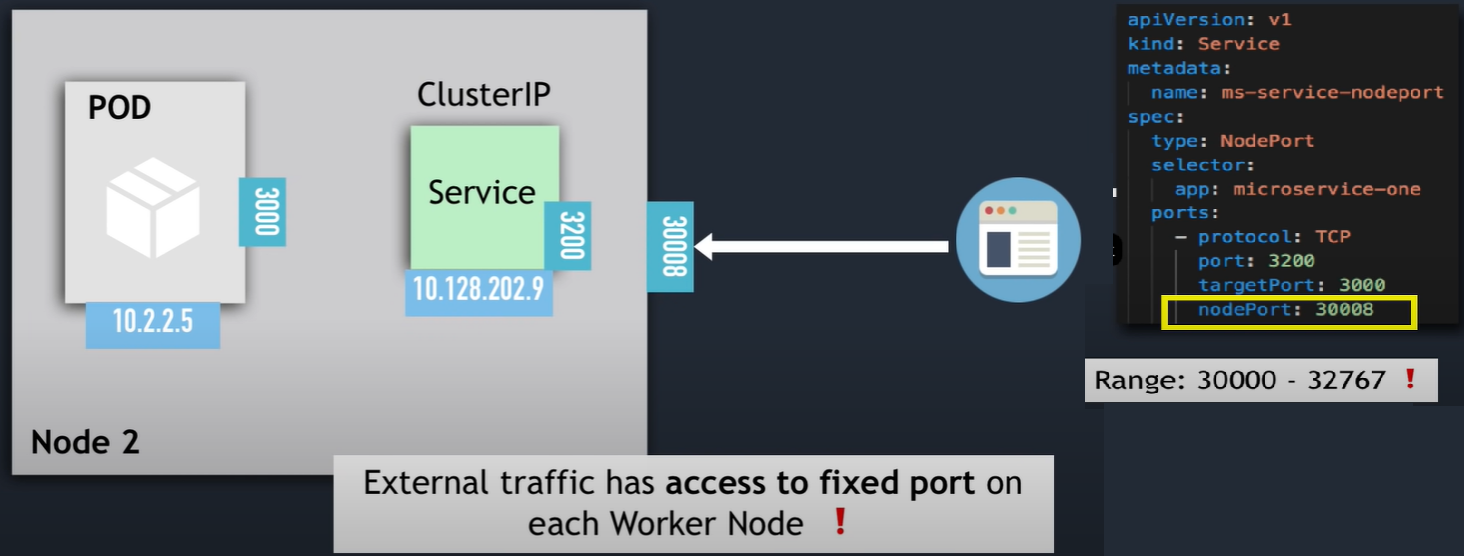 POD
3000
10.2.2.5
ClusterIP
Service
3200
10.128.202.9
30008
Node 2
External traffic has access to fixed port on
each Worker Node !
apiVersion: v1
kind: Service
metadata:
name: ms-service-nodeport
spec:
type: NodePort
selector:
app: microservice-one
ports:
- protocol: TCP
port: 3200
targetPort: 3000
nodePort: 30008
Range: 30000 - 32767 !